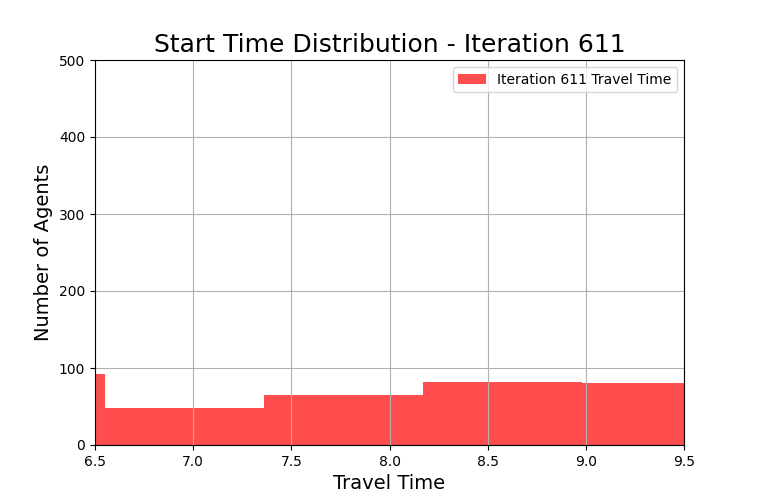 Start Time Distribution - Iteration 611
500
400
300
200
100
0
Number of Agents
Iteration 611 Travel Time
6.5 7.0 7.5 8.0 8.5 9.0 9.5
Travel Time